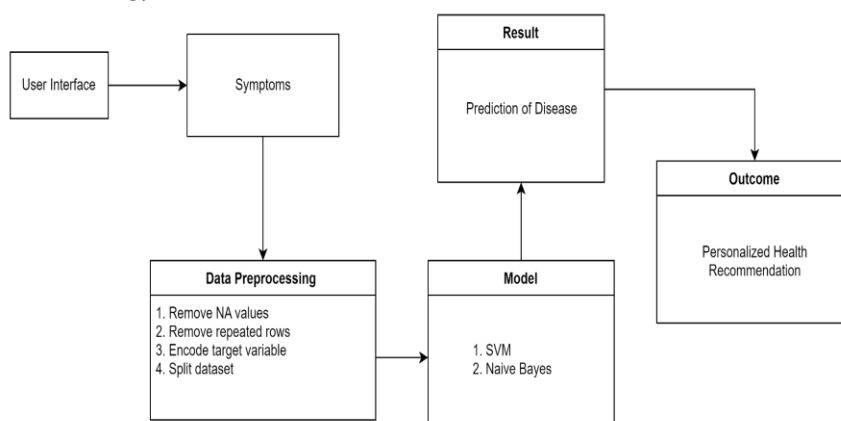 User Interface
Symptoms
Result
Prediction of Disease
Outcome
Personalized Health
Recommendation
Data Preprocessing
1. Remove NA values
2. Remove repeated rows
3. Encode target variable
4. Split dataset
Model
1. SVM
2. Naive Bayes